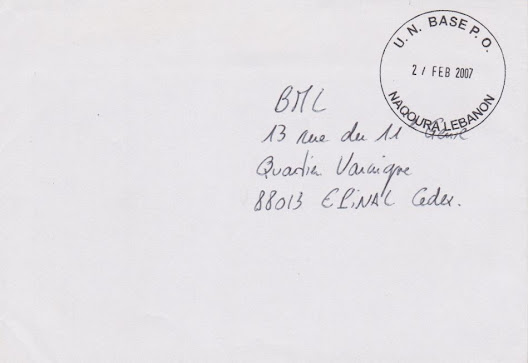 U. N. BASE P. O.
2 / FEB 2007
NAQOURA LEBANON
BML
13 rue du 11
Quartier Varaigne
88013 EPiNAL Cedex.